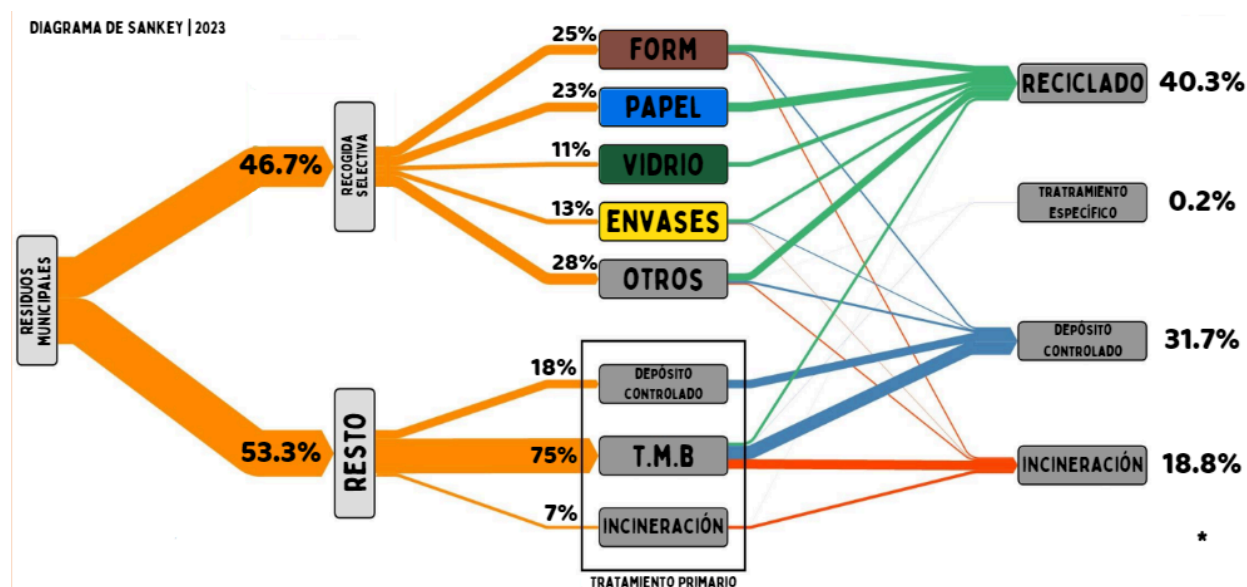 DIAGRAMA DE SANKEY | 2023
RESIDUOS
MUNICIPALES
46.7%
53.3%
RECOGIDA
SELECTIVA
RESTO
25%
FORM
23%
PAPEL
11%
VIDRIO
13%
ENVASES
28%
OTROS
18%
DEPÓSITO
CONTROLADO
75%
T.M.B
7%
INCINERACIÓN
TRATAMIENTO PRIMARIO
RECICLADO
40.3%
TRATRAMIENTO
ESPECÍFICO
0.2%
DEPÓSITO
CONTROLADO
31.7%
INCINERACIÓN
18.8%
*